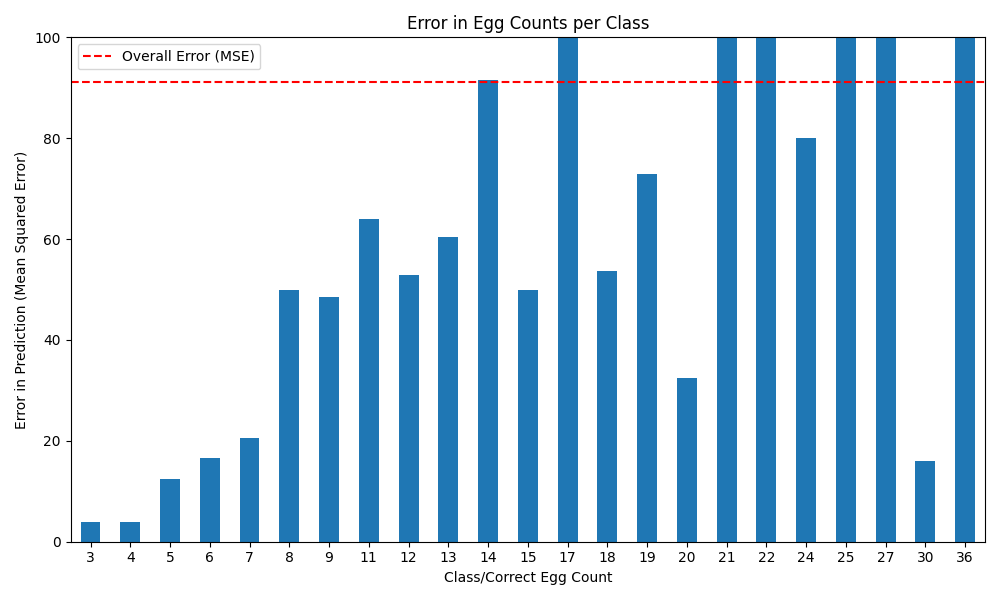 Error in Egg Counts per Class
Overall Error (MSE)
Error in Prediction (Mean Squared Error)
100
80
60
40
20
0
3 4 5 6 7 8 9 11 12 13 14 15 17 18 19 20 21 22 24 25 27 30 36
Class/Correct Egg Count